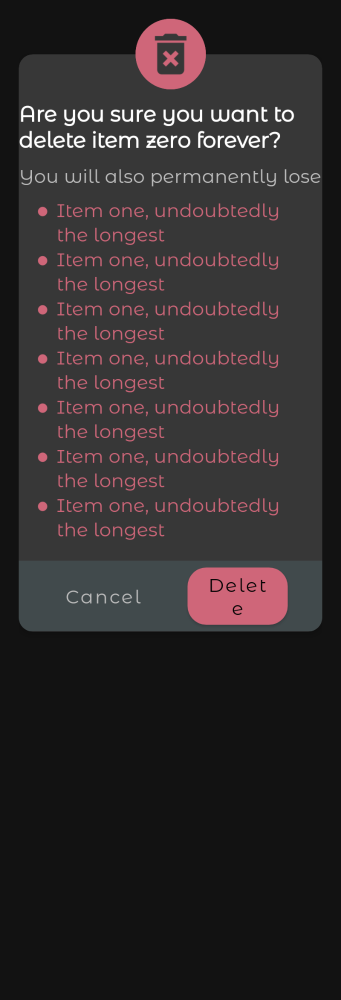 Are you sure you want to
delete item zero forever?
You will also permanently lose
Item one, undoubtedly
the longest
Item one, undoubtedly
the longest
Item one, undoubtedly
the longest
Item one, undoubtedly
the longest
Item one, undoubtedly
the longest
Item one, undoubtedly
the longest
Item one, undoubtedly
the longest
Cancel
Delet
e